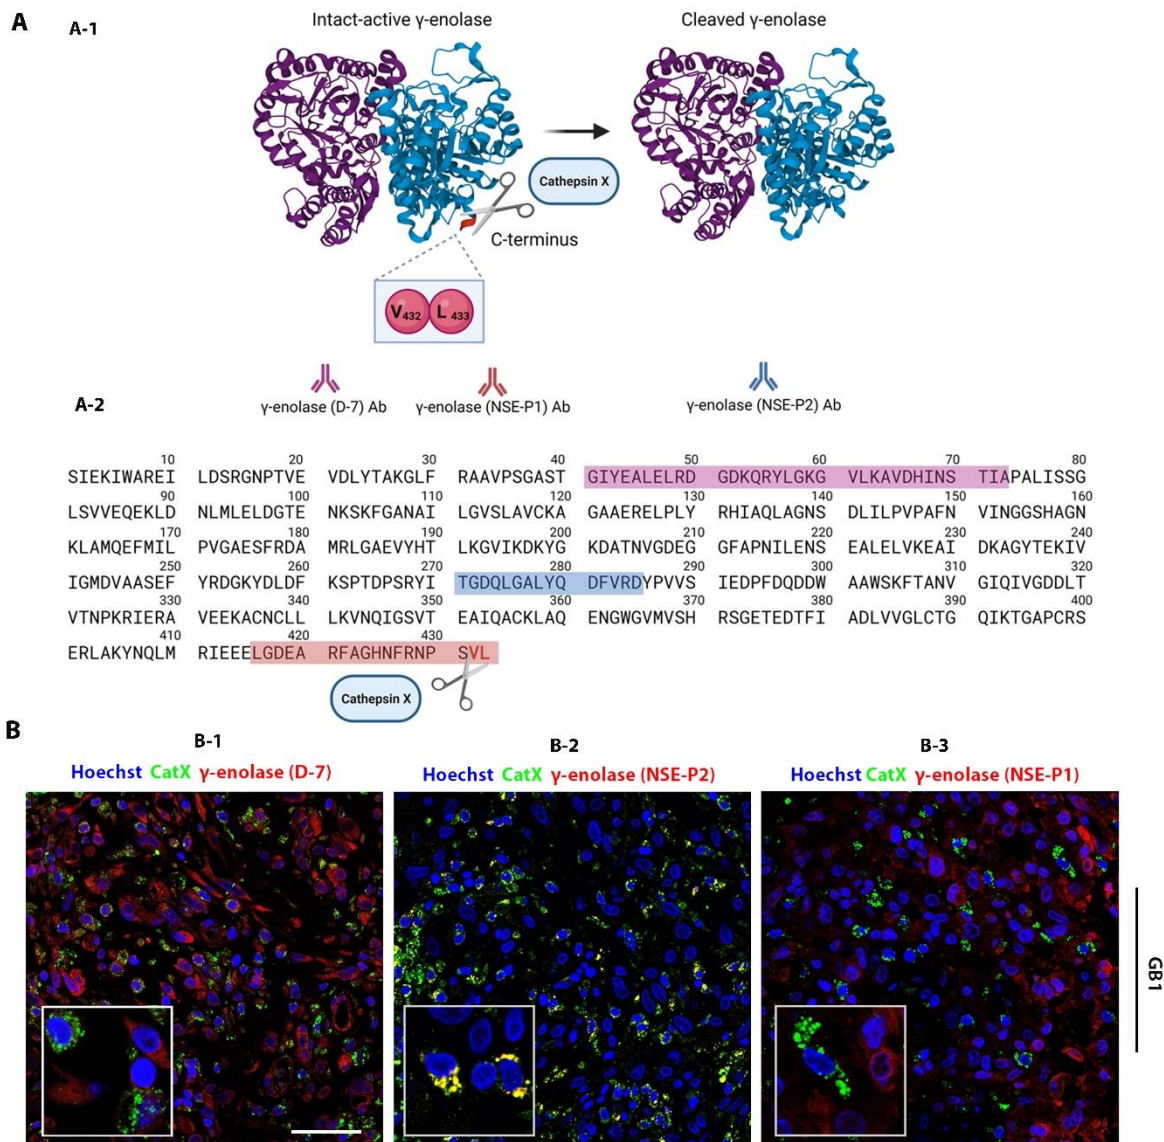 A
A-1
Intact-active γ-enolase
Cleaved γ-enolase
Cathepsin X
C-terminus
V432 L 433
A-2
γ-enolase (D-7) Ab
γ-enolase (NSE-P1) Ab
γ-enolase (NSE-P2) Ab
10 20 30 40 50 60 70 80
SIEKIWAREI LDSRGNPTVE VDLYTAKGLF RAAVPSGAST GIYEALELRD GDKQRYLGKG VLKAVDHINS TIAPALISSG
90 100 110 120 130 140 150 160
LSVVEQEKLD NLMLELDGTE NKSKFGANAI LGVSLAVCKA GAAERELPLY RHIAQLAGNS DLILPVPAFN VINGGSHAGN
170 180 190 200 210 220 230 240
KLAMQEFMIL PVGAESFRDA MRLGAEVYHT LKGVIKDKYG KDATNVGDEG GFAPNILENS EALELVKEAI DKAGYTEKIV
250 260 270 280 290 300 310 320
IGMDVAASEF YRDGKYDLDF KSPTDPSRYI TGDQLGALYQ DFVRDYPVVS IEDPFDQDDW AAWSKFTANV GIQIVGDDLT
330 340 350 360 370 380 390 400
VTNPKRIERA VEEKACNCLL LKVNQIGSVT EAIQACKLAQ ENGWGVMVSH RSGETEDTFI ADLVVGLCTG QIKTGAPCRS
410 420 430
ERLAKYNQLM RIEEELGDEA RFAGHNFRNP SVL
Cathepsin X
B
B-1
B-2
B-3
Hoechst CatX γ-enolase (D-7)
Hoechst CatX γ-enolase (NSE-P2)
Hoechst CatX γ-enolase (NSE-P1)
GB1